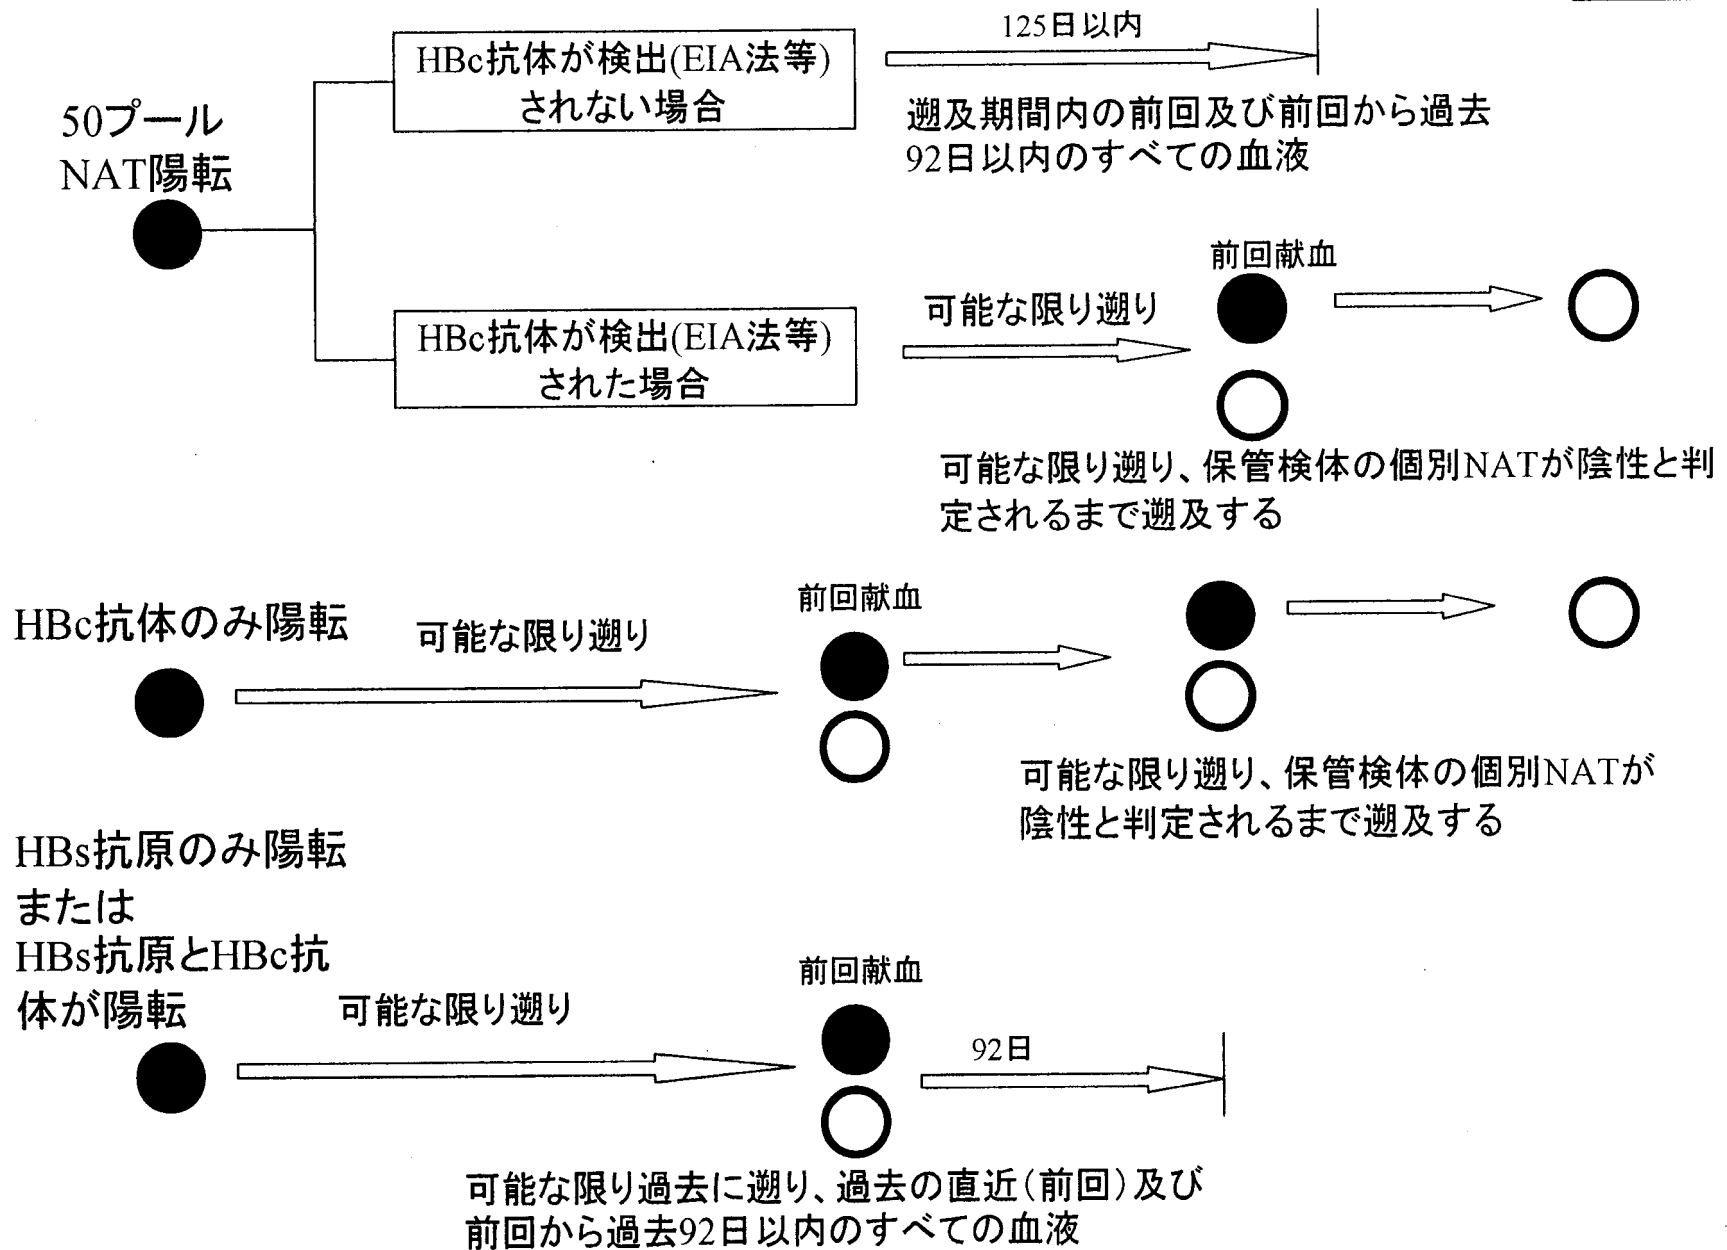 50プール
NAT陽転
HBc抗体が検出(EIA法等)
されない場合
125日以内
遡及期間内の前回及び前回から過去
92日以内のすべての血液
HBc抗体が検出(EIA法等)
された場合
可能な限り遡り
前回献血
可能な限り遡り、保管検体の個別NATが陰性と判
定されるまで遡及する
HBc抗体のみ陽転
可能な限り遡り
前回献血
可能な限り遡り、保管検体の個別NATが
陰性と判定されるまで遡及する
HBs抗原のみ陽転
または
HBs抗原とHBc抗
体が陽転
可能な限り遡り
前回献血
92日
可能な限り過去に遡り、過去の直近(前回)及び
前回から過去92日以内のすべての血液